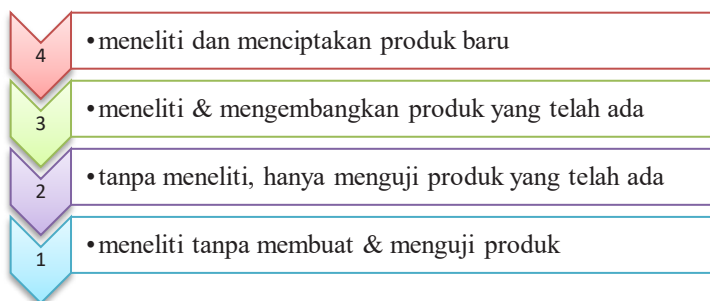 4
•meneliti dan menciptakan produk baru
3
•meneliti & mengembangkan produk yang telah ada
2
•tanpa meneliti, hanya menguji produk yang telah ada
1
•meneliti tanpa membuat & menguji produk